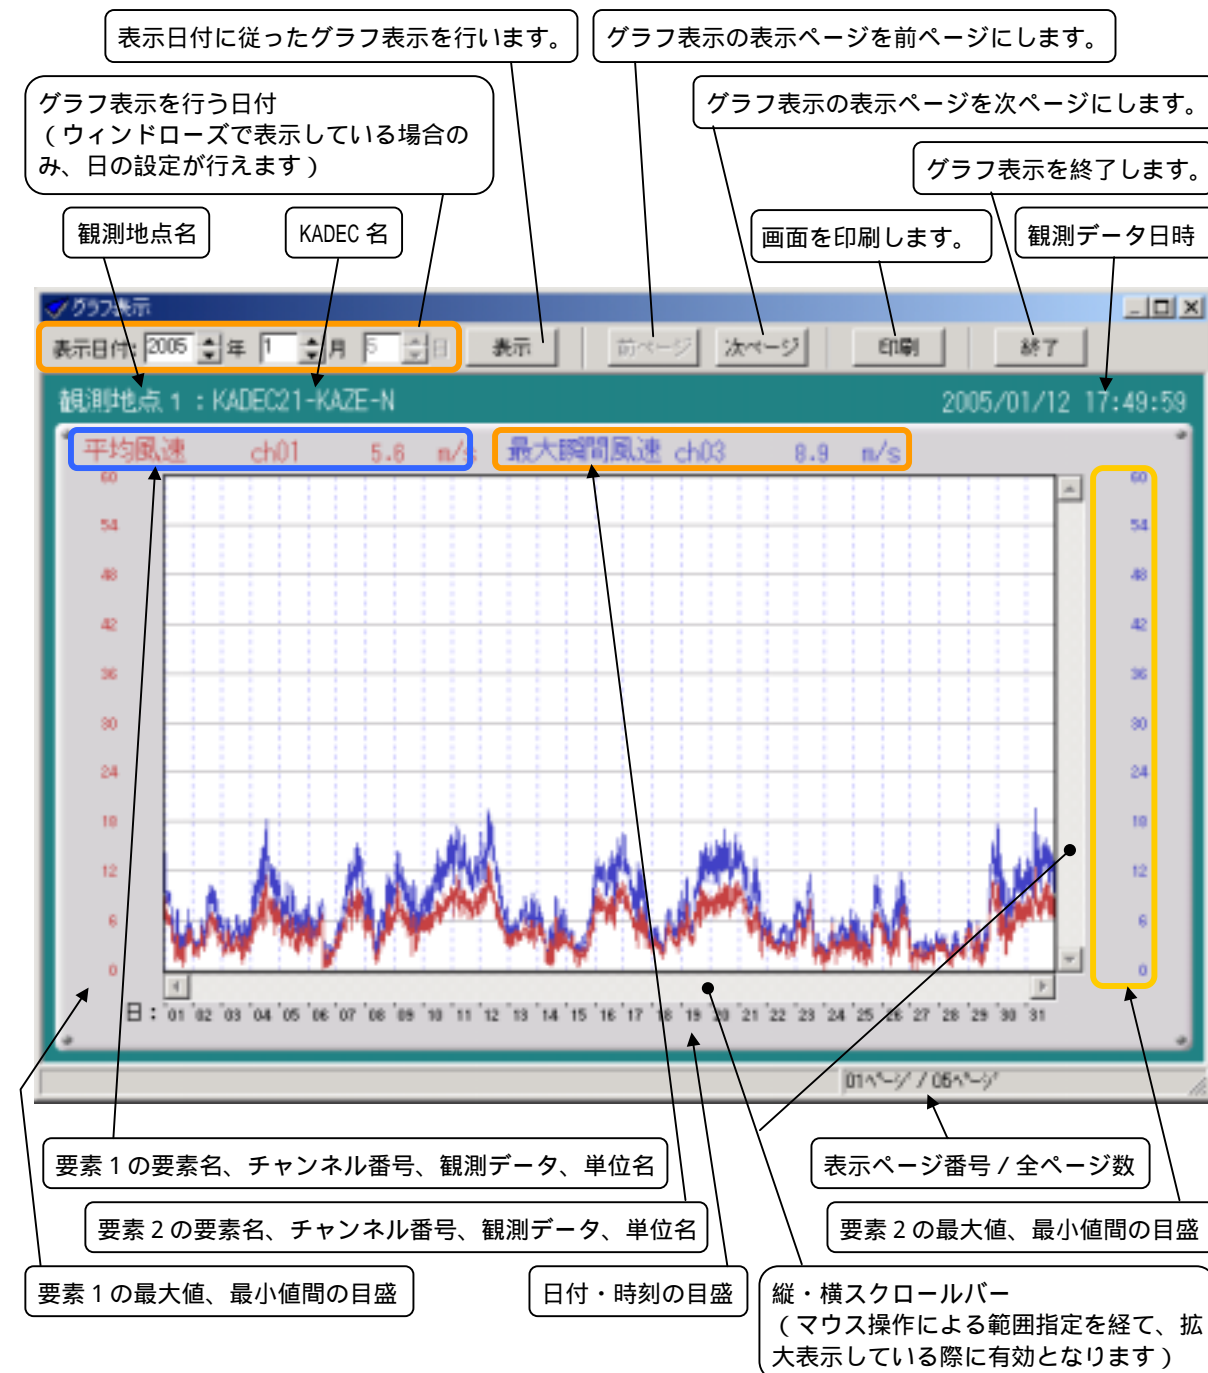 表示日付に従ったグラフ表示を行います。
グラフ表示の表示ページを前ページにします。
グラフ表示を行う日付
(ウィンドローズで表示している場合の
み、日の設定が行えます)
グラフ表示の表示ページを次ページにします。
グラフ表示を終了します。
観測地点名
KADEC 名
画面を印刷します。
観測データ日時
グラフ表示
表示日付: 2005 年 1 月 5 日 表示 前ページ 次ページ 印刷 終了
観測地点 1 : KADEC21-KAZE-N 2005/01/12 17:49:59
平均風速 ch01 5.6 m/s 最大瞬間風速 ch03 8.9 m/s
60 60
54 54
48 48
42 42
36 36
30 30
24 24
18 18
12 12
6 6
0 0
日: 01 02 03 04 05 06 07 08 09 10 11 12 13 14 15 16 17 18 19 20 21 22 23 24 25 26 27 28 29 30 31
01ページ / 05ページ
要素1の要素名、チャンネル番号、観測データ、単位名
表示ページ番号/全ページ数
要素2の要素名、チャンネル番号、観測データ、単位名
要素2の最大値、最小値間の目盛
要素1の最大値、最小値間の目盛
日付・時刻の目盛
縦・横スクロールバー
(マウス操作による範囲指定を経て、拡
大表示している際に有効となります)